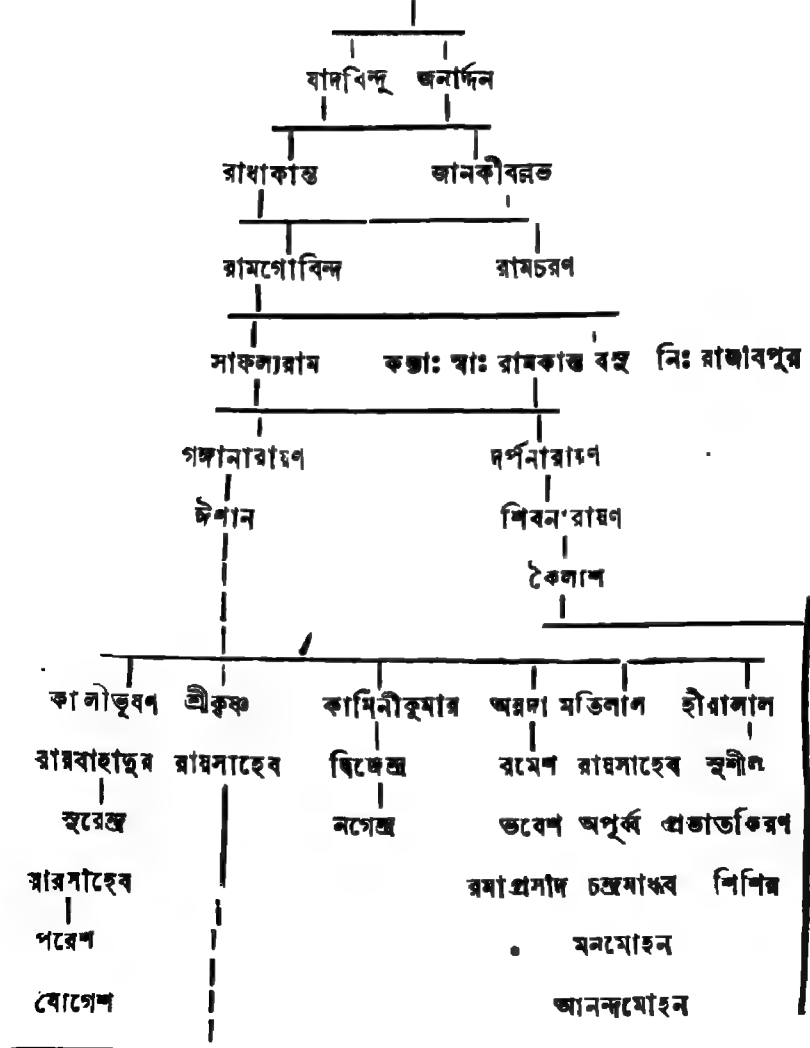 যাদবিন্দু জনার্দ্দন
রাধাকান্ত জানকীবল্লভ
রামগোবিন্দ রামচরণ
সাফল্যরাম কন্তা: স্বা: রামকান্ত বসু নি: রাজাবপুর
গঙ্গানারায়ণ দর্পনারায়ণ
ঈশান শিবনারায়ণ
কৈলাশ
কালীভূষণ শ্রীকৃষ্ণ কামিনীকুমার অন্নদা মতিলাল হীরালাল
রায়বাহাদুর রায়সাহেব দ্বিজেন্দ্র রমেশ রায়সাহেব সুশীল
সুরেন্দ্র নগেন্দ্র ভবেশ অপূর্ব্ব প্রভাতকিরণ
রায়সাহেব রমাপ্রসাদ চন্দ্রমাধব শিশির
পরেশ মনমোহন
যোগেশ আনন্দমোহন